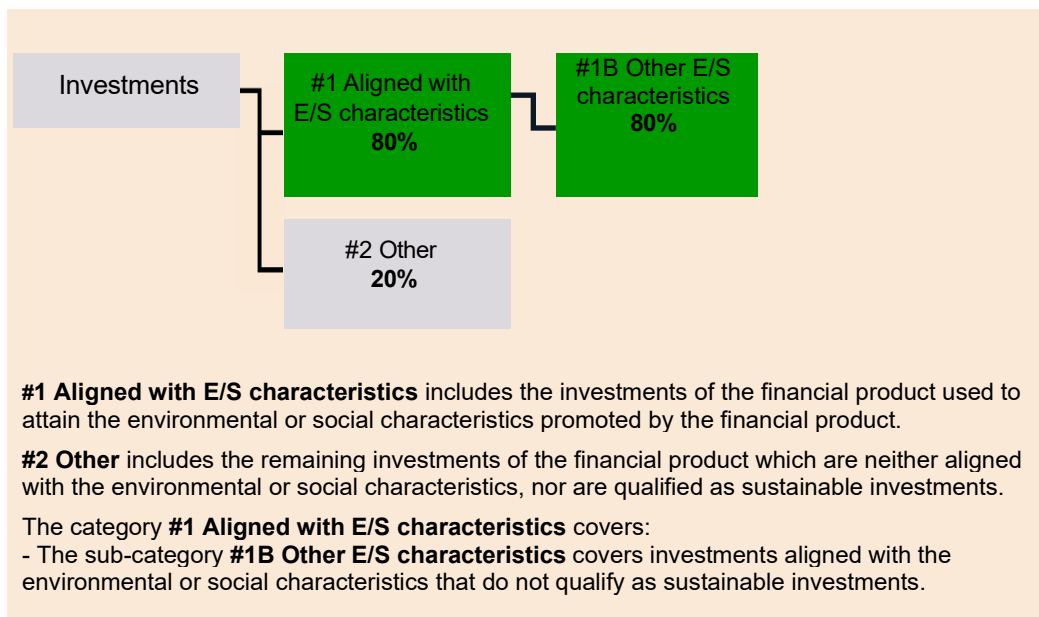 Investments
#1 Aligned with
E/S characteristics
80%
#1B Other E/S
characteristics
80%
#2 Other
20%
#1 Aligned with E/S characteristics includes the investments of the financial product used to
attain the environmental or social characteristics promoted by the financial product.
#2 Other includes the remaining investments of the financial product which are neither aligned
with the environmental or social characteristics, nor are qualified as sustainable investments.
The category #1 Aligned with E/S characteristics covers:
- The sub-category #1B Other E/S characteristics covers investments aligned with the
environmental or social characteristics that do not qualify as sustainable investments.